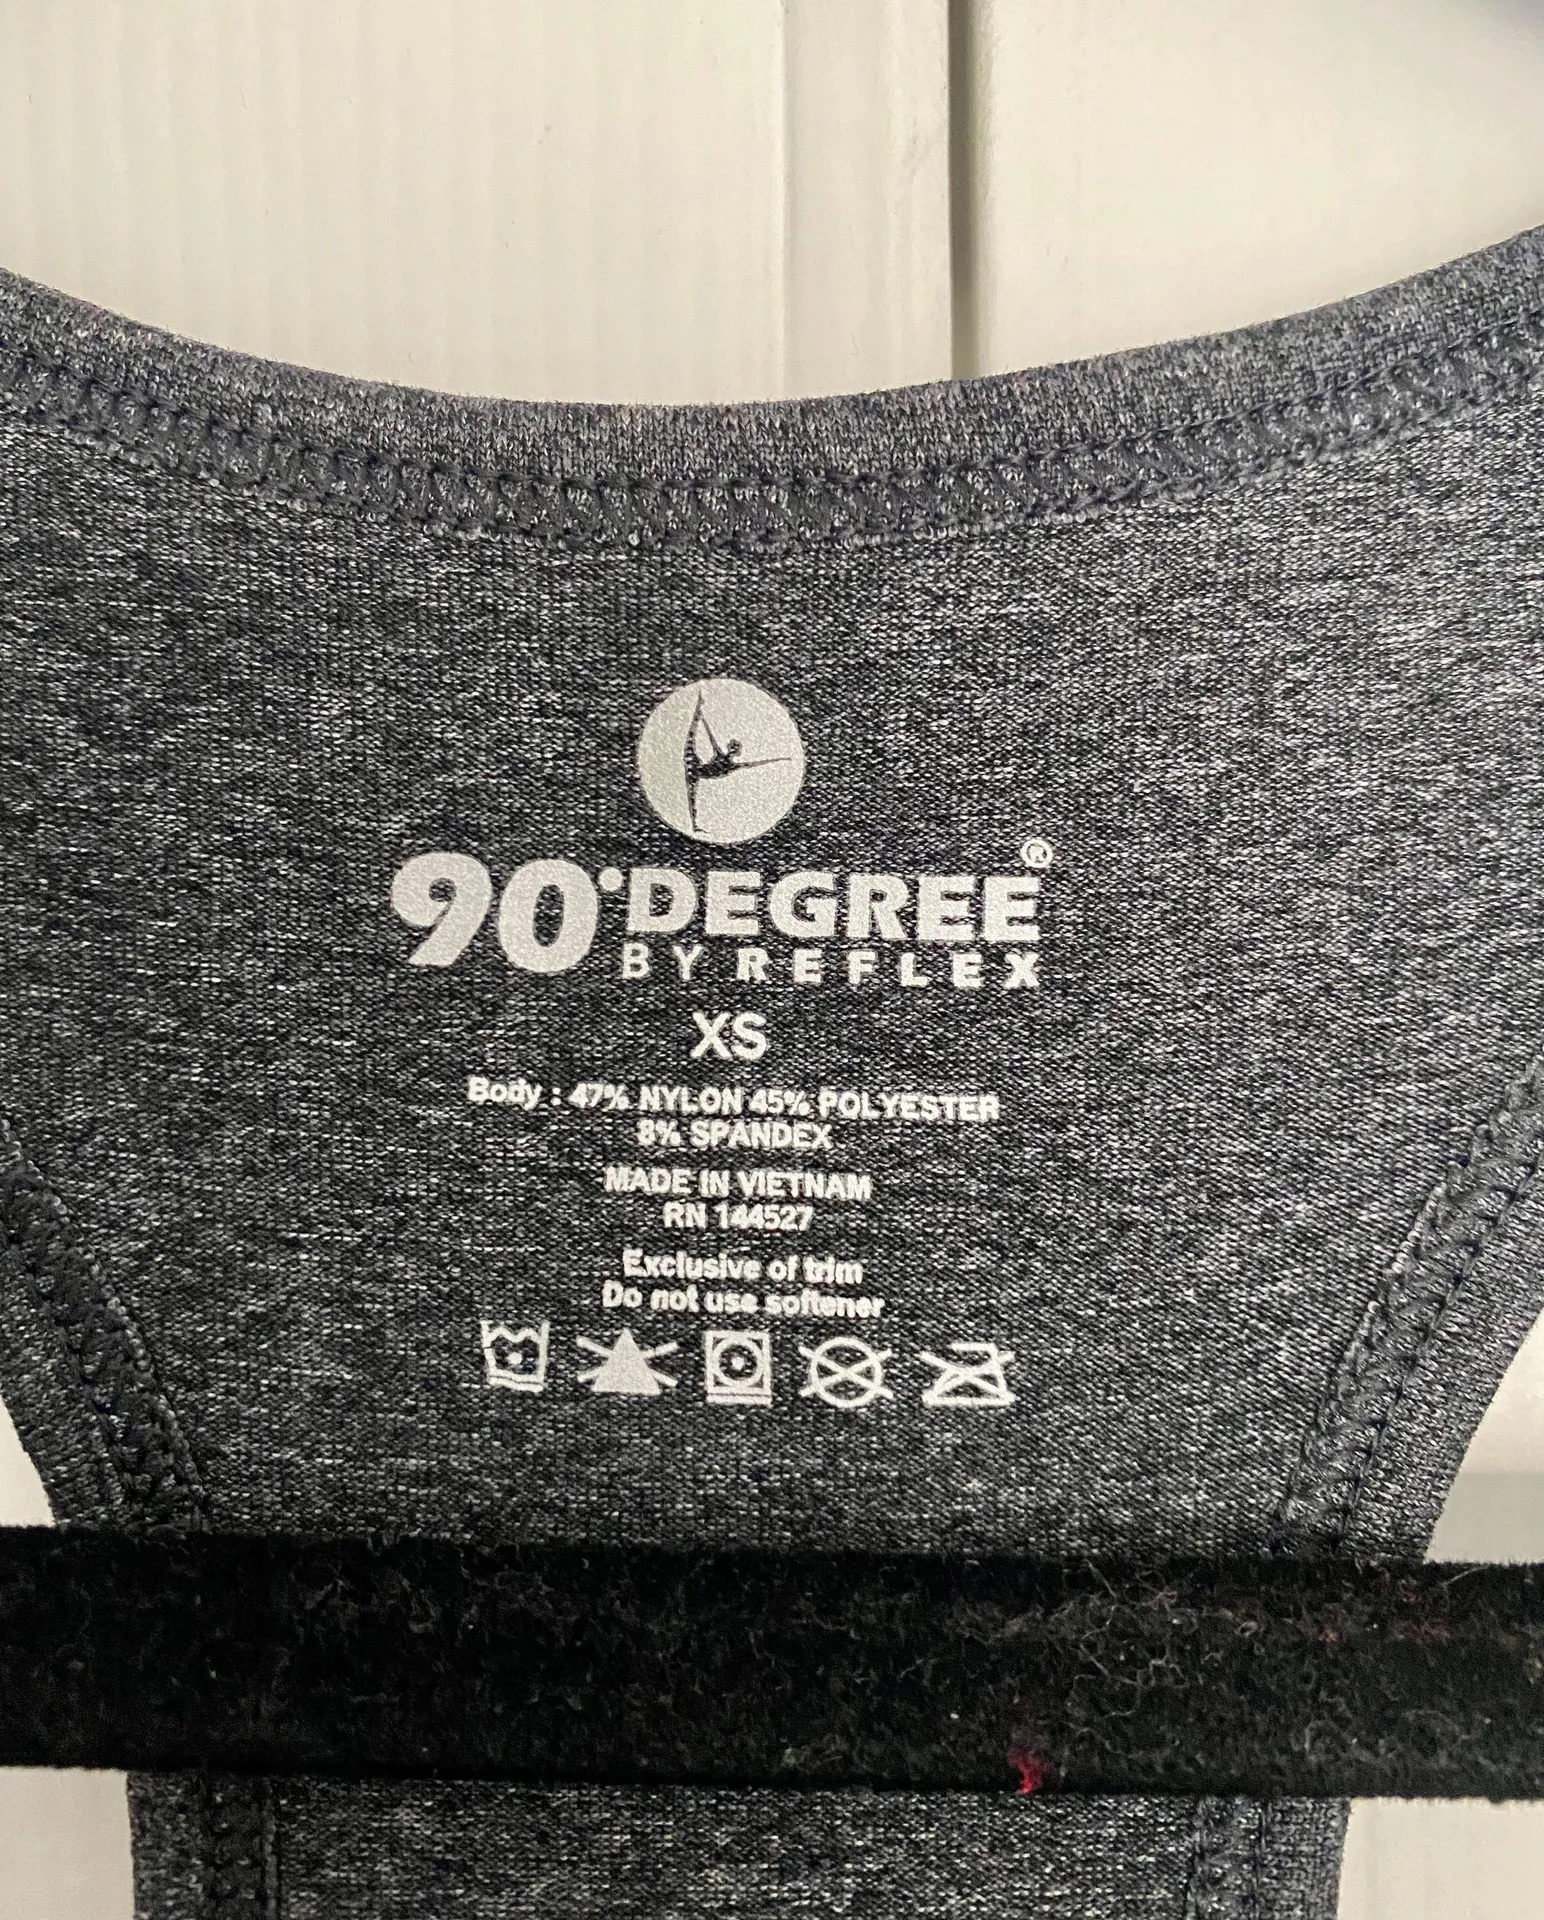 90°DEGREE®
BY REFLEX
XS
Body : 47% NYLON 45% POLYESTER
8% SPANDEX
MADE IN VIETNAM
RN 144527
Exclusive of trim
Do not use softener